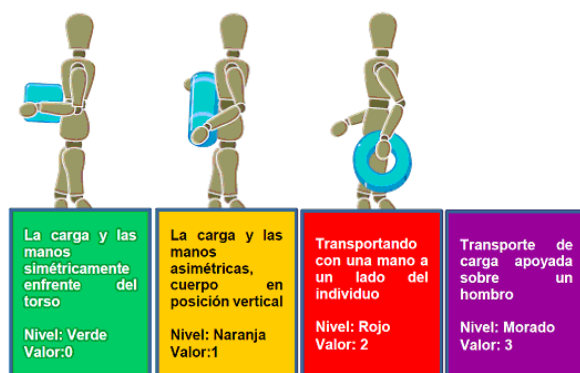 La carga y las
manos
simétricamente
enfrente del
torso
Nivel: Verde
Valor:0
La carga y las
manos
asimétricas,
cuerpo en
posición vertical
Nivel: Naranja
Valor:1
Transportando
con una mano a
un lado del
individuo
Nivel: Rojo
Valor: 2
Transporte de
carga apoyada
sobre un
hombro
Nivel: Morado
Valor: 3